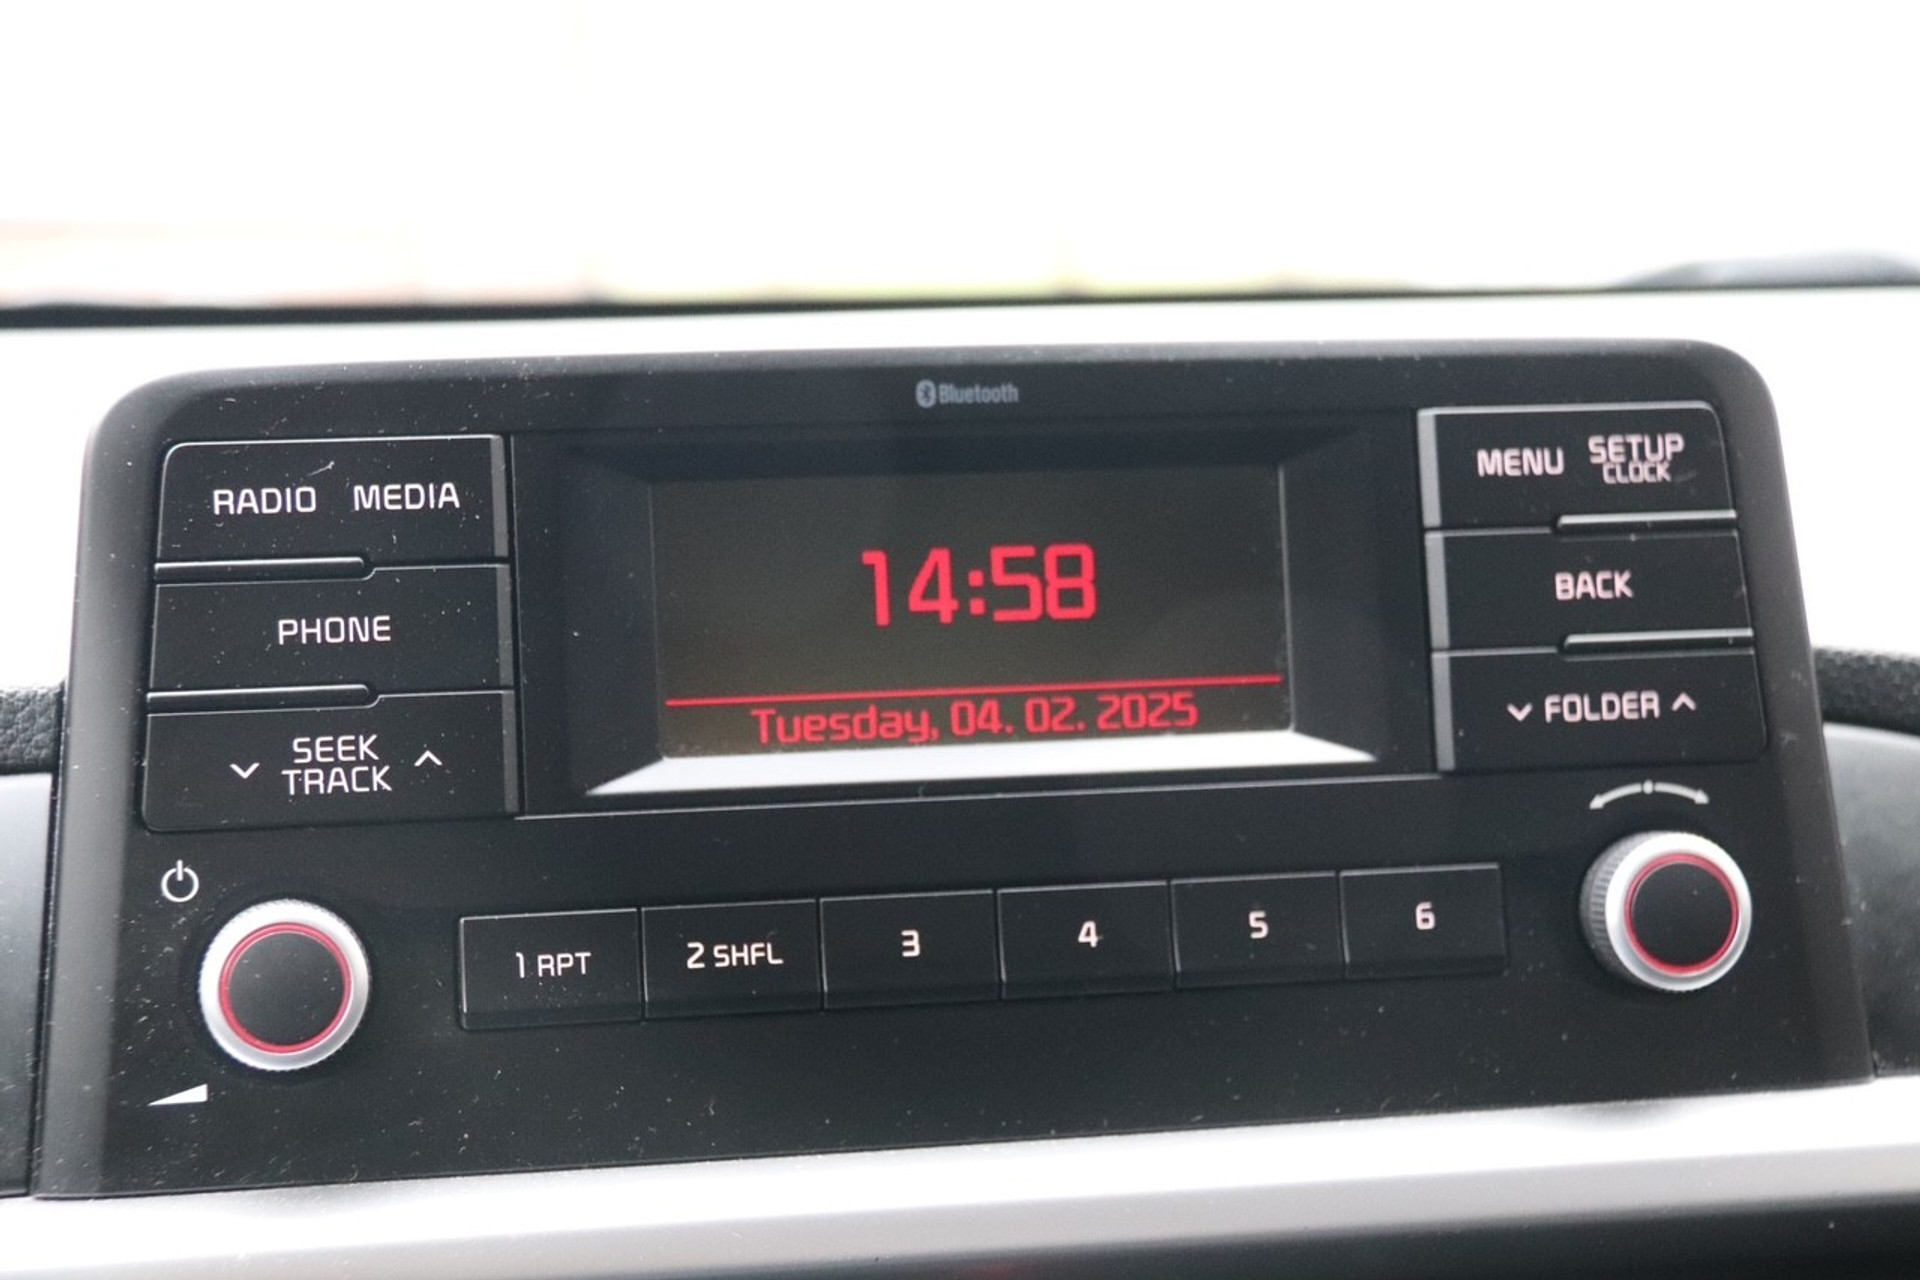 Bluetooth
RADIO MEDIA
PHONE
SEEK
TRACK
14:58
Tuesday, 04. 02. 2025
MENU SETUP
CLOCK
BACK
FOLDER
1 RPT
2 SHFL
3
4
5
6